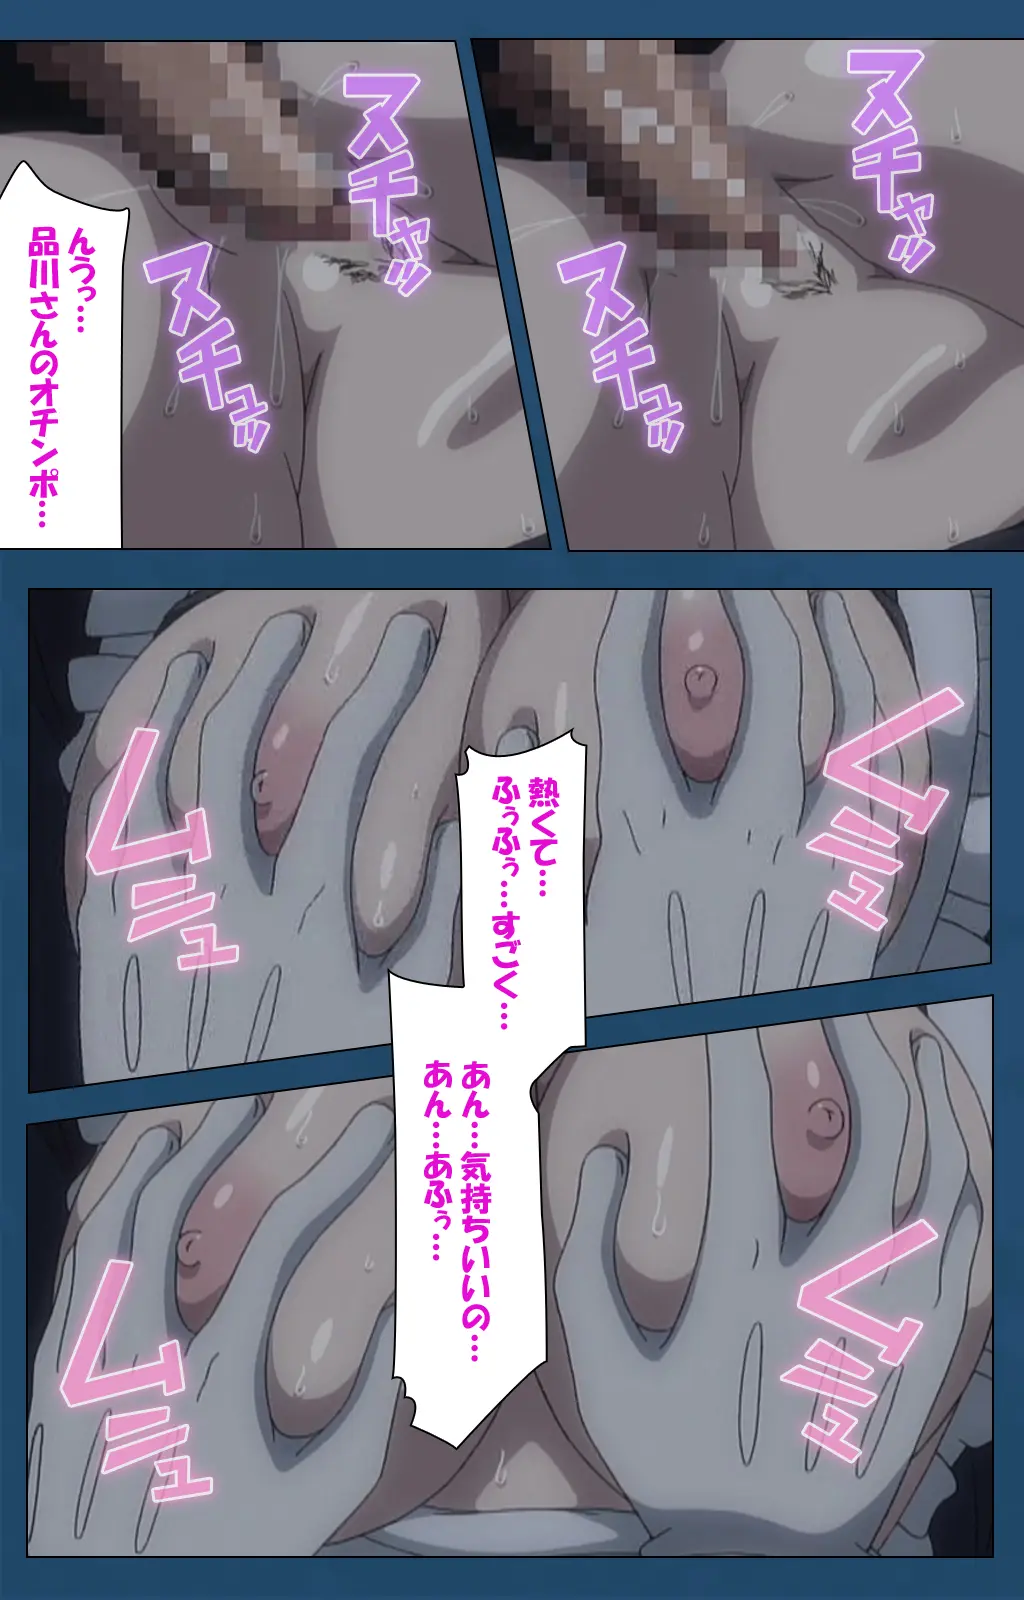 ヌチャッ
ヌチュッ
ヌチャッ
ヌチュッ
んうっ…
品川さんのオチンポ…
ムニュ
ムニュ
熱くて…
ふぅふぅ…すごく…
あん…気持ちいいの…
あん…あふぅ…
ムニュ
ムニュ